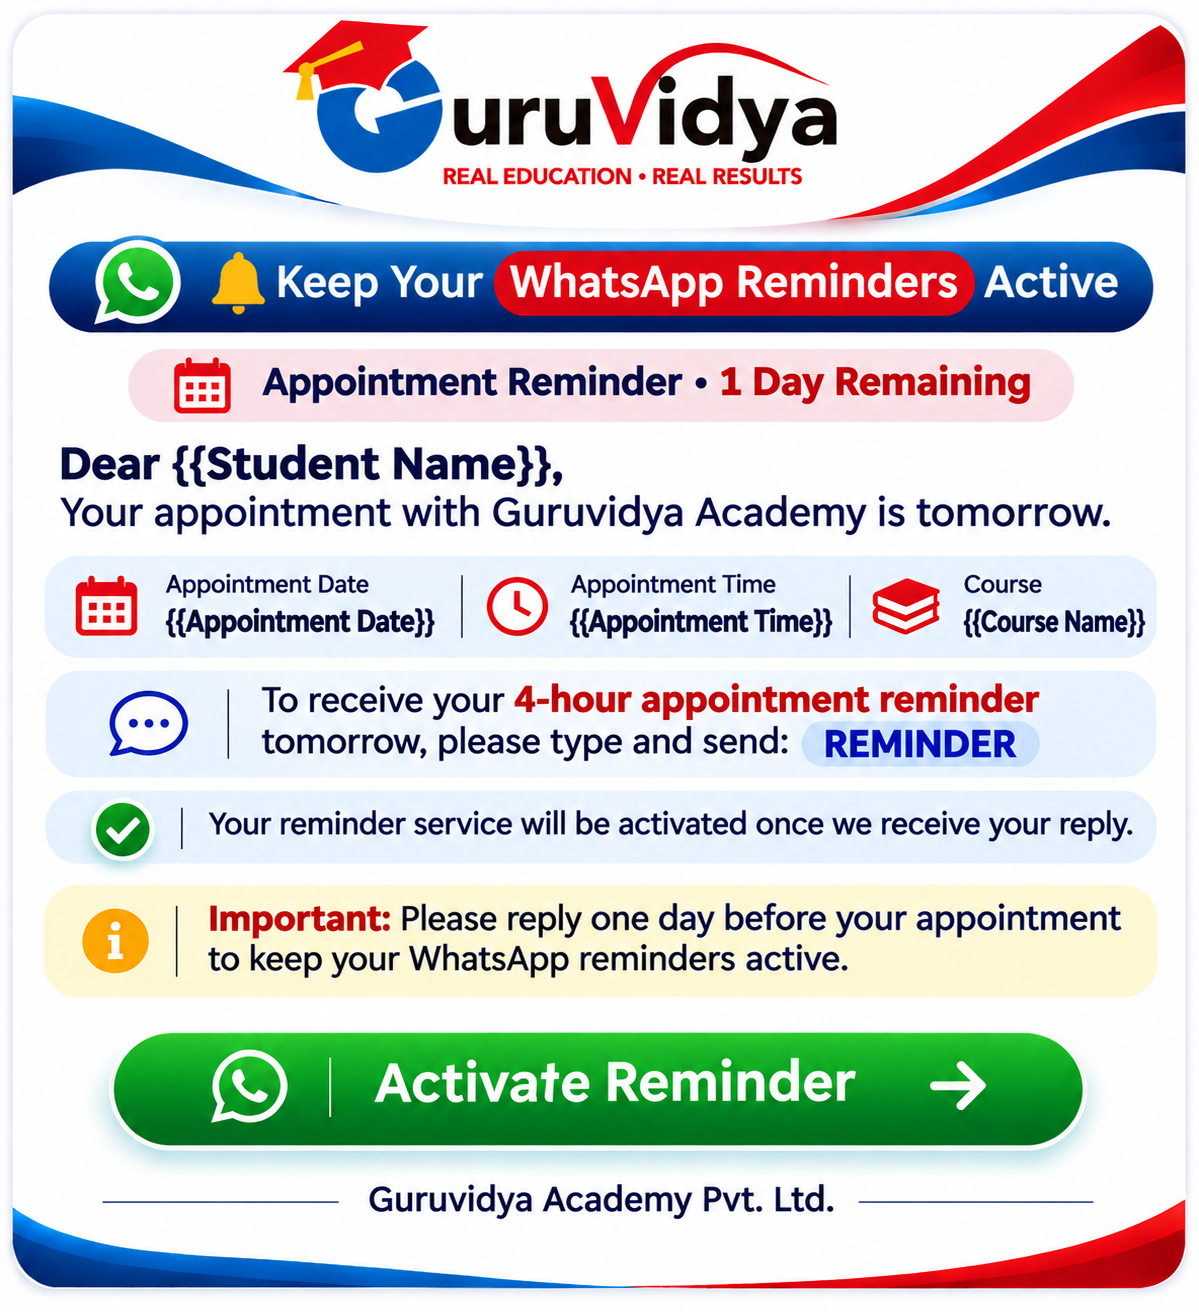 GuruVidya
REAL EDUCATION • REAL RESULTS
Keep Your WhatsApp Reminders Active
Appointment Reminder • 1 Day Remaining
Dear {{Student Name}},
Your appointment with Guruvidya Academy is tomorrow.
Appointment Date
{{Appointment Date}}
Appointment Time
{{Appointment Time}}
Course
{{Course Name}}
To receive your 4-hour appointment reminder
tomorrow, please type and send: REMINDER
Your reminder service will be activated once we receive your reply.
Important: Please reply one day before your appointment
to keep your WhatsApp reminders active.
Activate Reminder
Guruvidya Academy Pvt. Ltd.